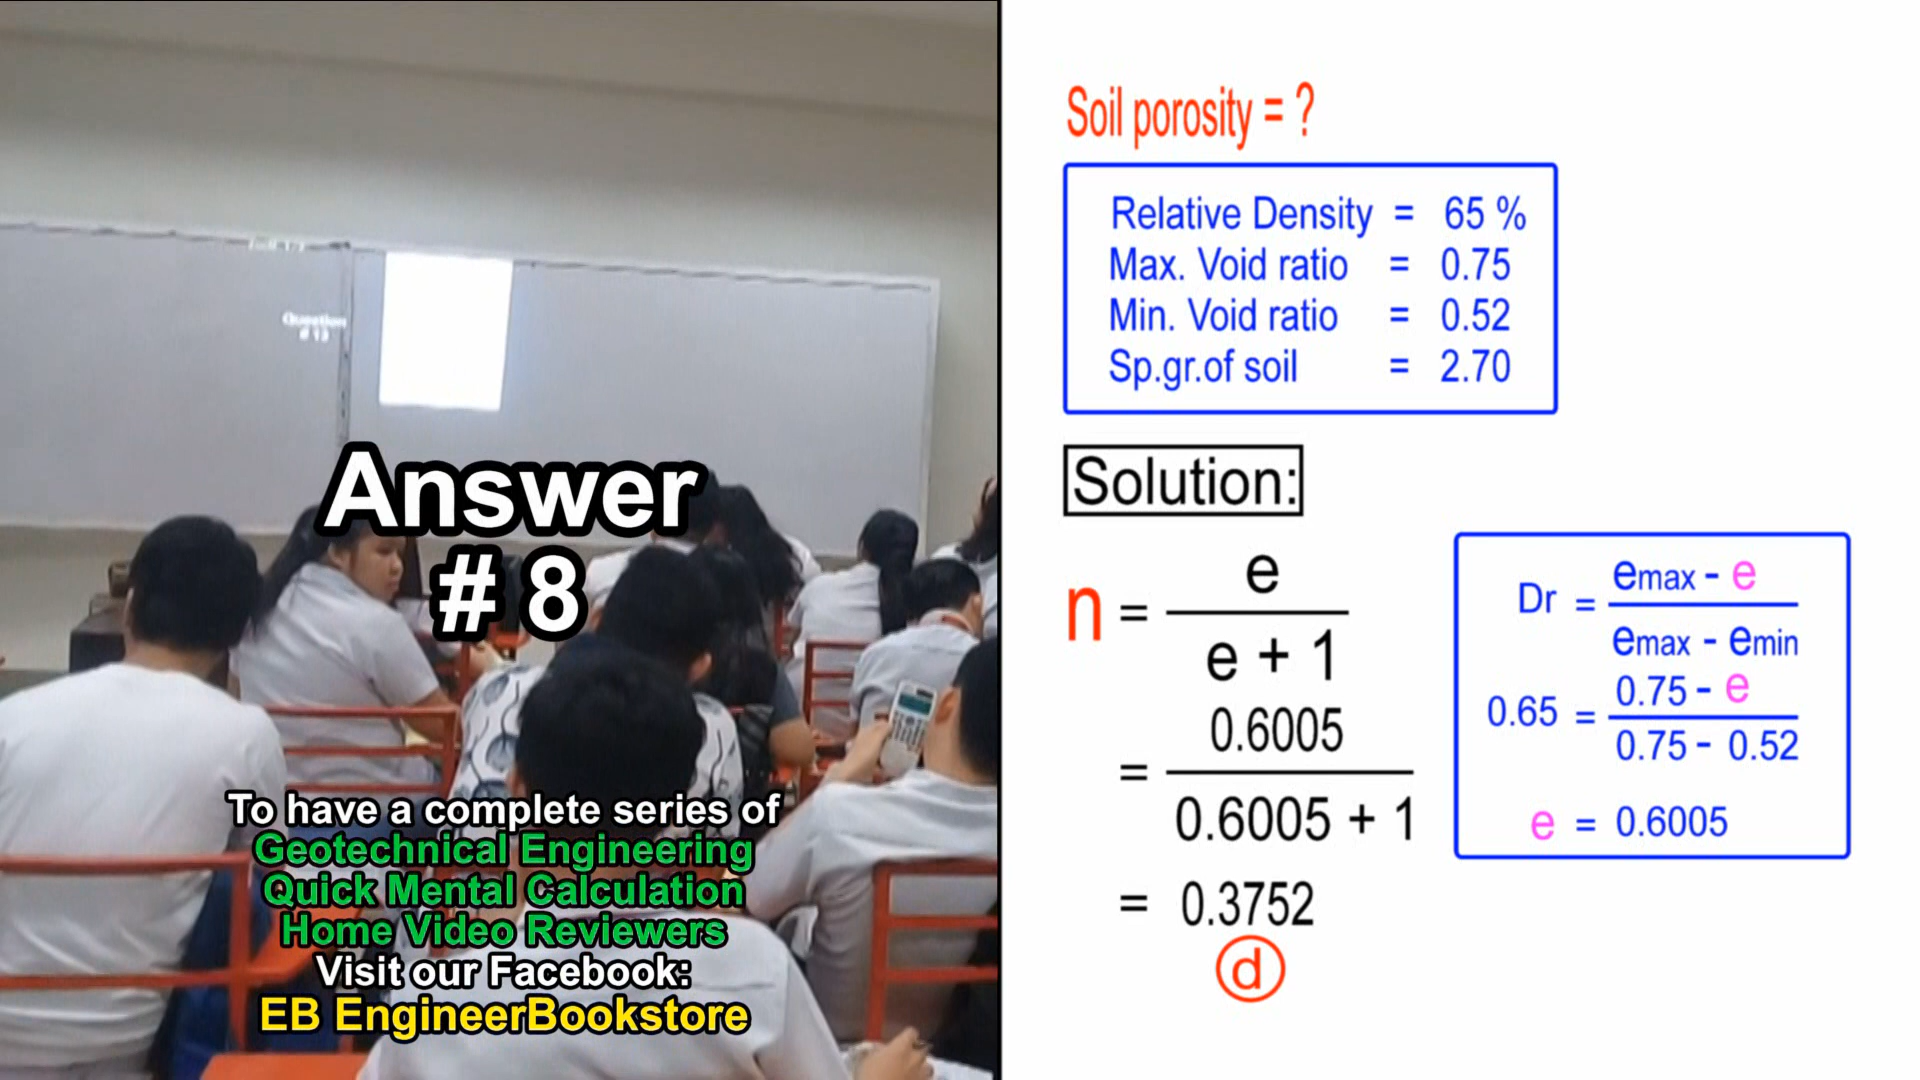 Question
# 13
Answer
# 8
To have a complete series of
Geotechnical Engineering
Quick Mental Calculation
Home Video Reviewers
Visit our Facebook:
EB EngineerBookstore
Soil porosity = ?
Relative Density = 65 %
Max. Void ratio = 0.75
Min. Void ratio = 0.52
Sp.gr.of soil = 2.70
Solution:
n = e
e + 1
= 0.6005
0.6005 + 1
= 0.3752
d
Dr = emax - e
emax - emin
0.65 = 0.75 - e
0.75 - 0.52
e = 0.6005